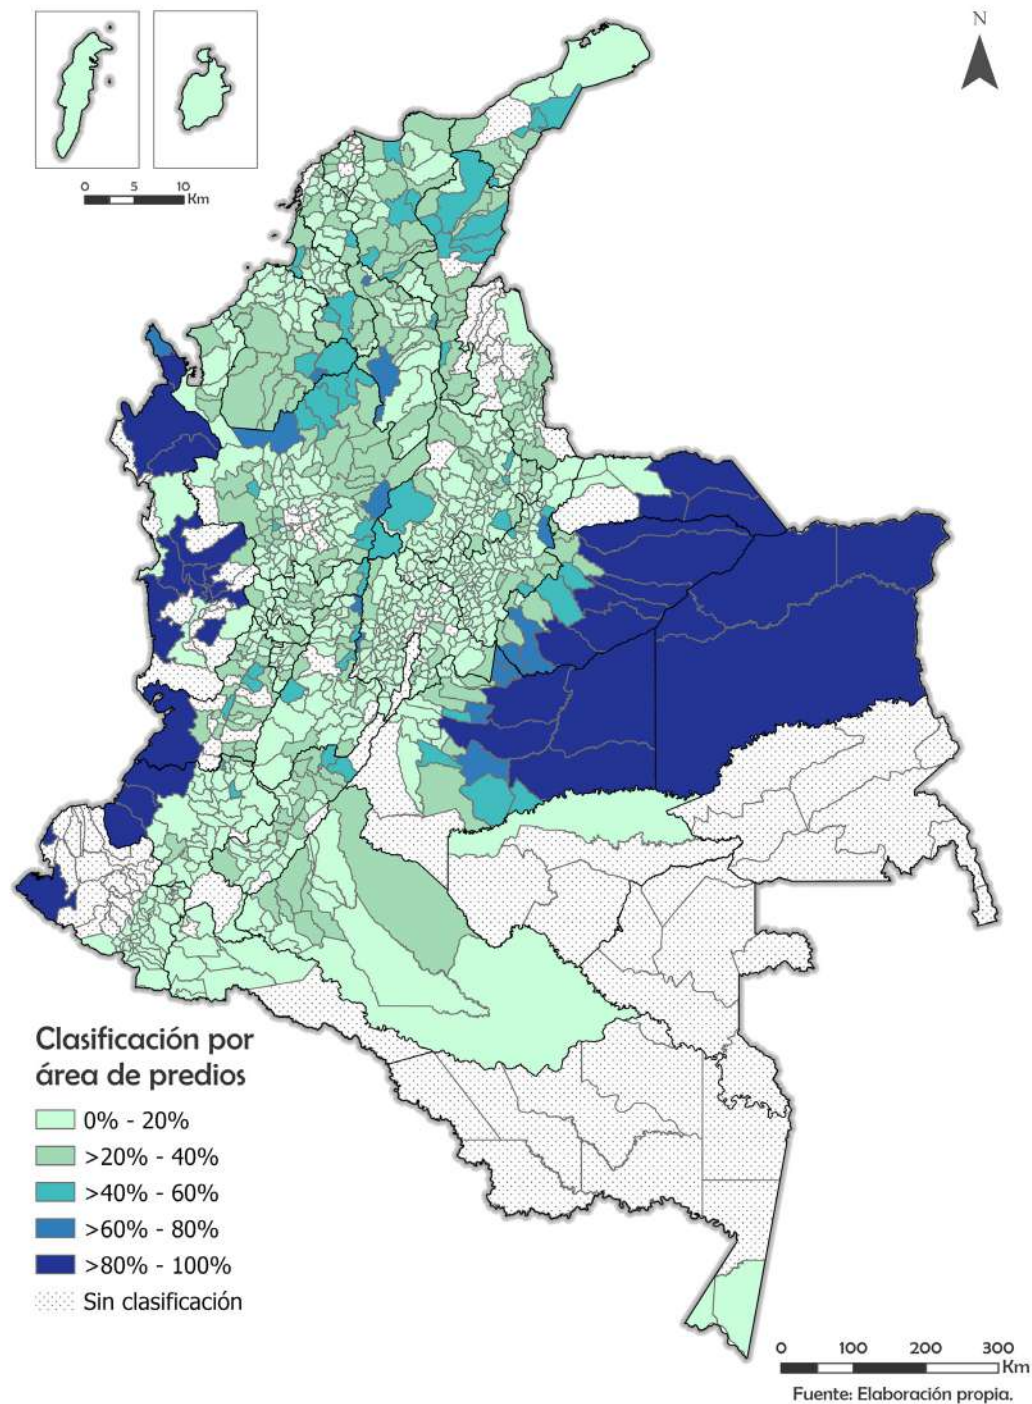 N
0 5 10
Km
Clasificación por
área de predios
0% - 20%
>20% - 40%
>40% - 60%
>60% - 80%
>80% - 100%
Sin clasificación
0 100 200 300
Km
Fuente: Elaboración propia.